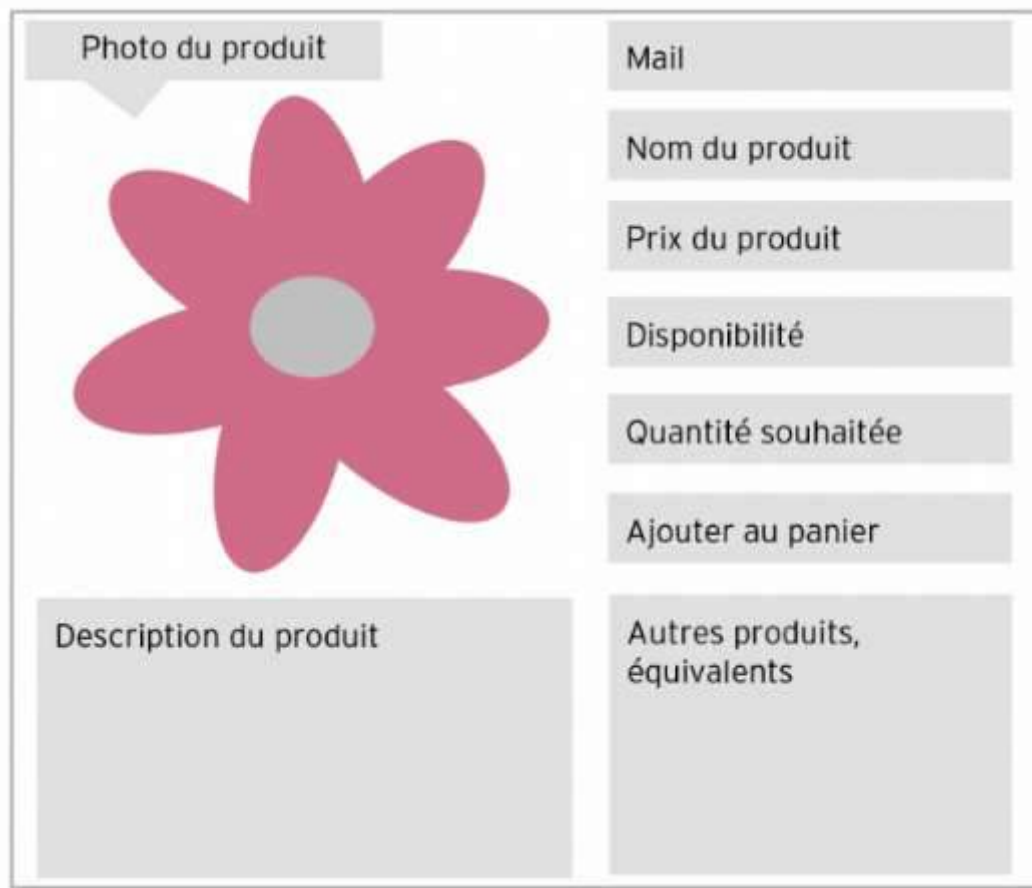 Photo du produit
Mail
Nom du produit
Prix du produit
Disponibilité
Quantité souhaitée
Ajouter au panier
Description du produit
Autres produits,
équivalents